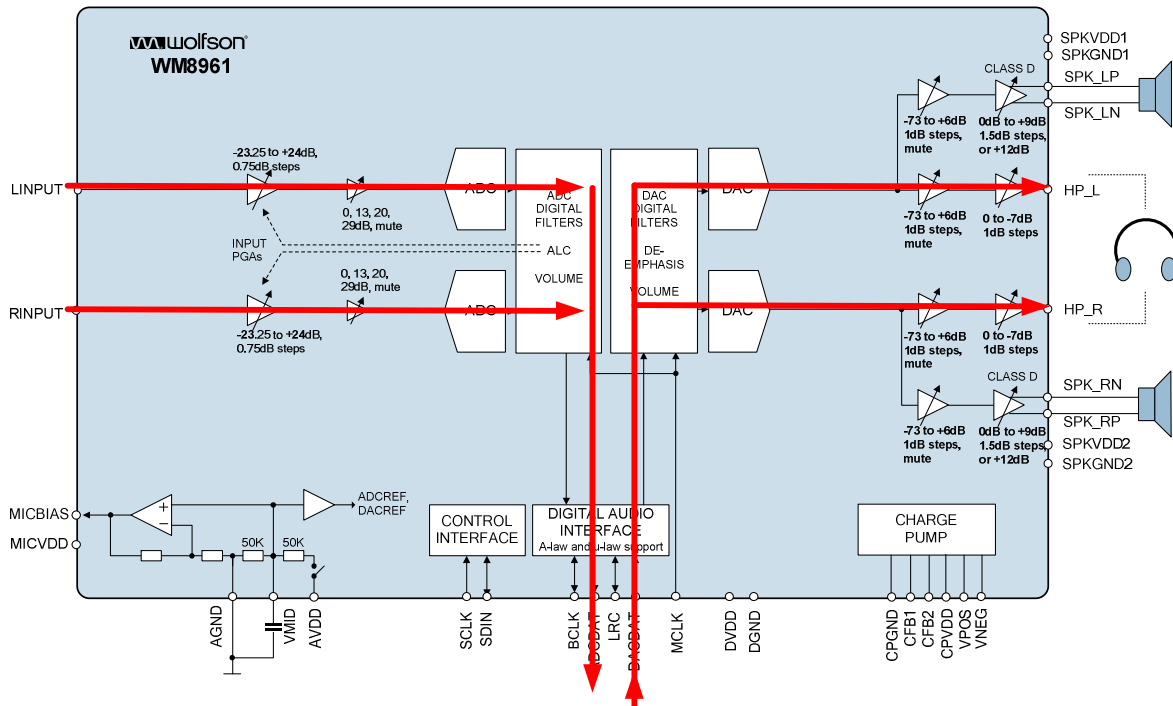 wolfson
WM8961
SPKVDD1
SPKGND1
CLASS D
SPK_LP
SPK_LN
-73 to +6dB
1dB steps,
mute
0dB to +9dB
1.5dB steps,
or +12dB
-23.25 to +24dB,
0.75dB steps
LINPUT
0, 13, 20,
29dB, mute
ADC
ADC
DIGITAL
FILTERS
ALC
VOLUME
DAC
DIGITAL
FILTERS
DE-
EMPHASIS
VOLUME
DAC
HP_L
-73 to +6dB
1dB steps,
mute
0 to -7dB
1dB steps
INPUT
PGAs
0, 13, 20,
29dB, mute
RINPUT
ADC
DAC
HP_R
-23.25 to +24dB,
0.75dB steps
-73 to +6dB
1dB steps,
mute
0 to -7dB
1dB steps
CLASS D
SPK_RN
SPK_RP
-73 to +6dB
1dB steps,
mute
0dB to +9dB
1.5dB steps,
or +12dB
SPKVDD2
SPKGND2
MICBIAS
MICVDD
+
−
ADCREF,
DACREF
50K
50K
CONTROL
INTERFACE
DIGITAL AUDIO
INTERFACE
A-law and u-law support
CHARGE
PUMP
AGND
VMID
AVDD
SCLK
SDIN
BCLK
ADCDAT
LRC
DACDAT
MCLK
DVDD
DGND
CPGND
CFB1
CFB2
CPVDD
VPOS
VNEG